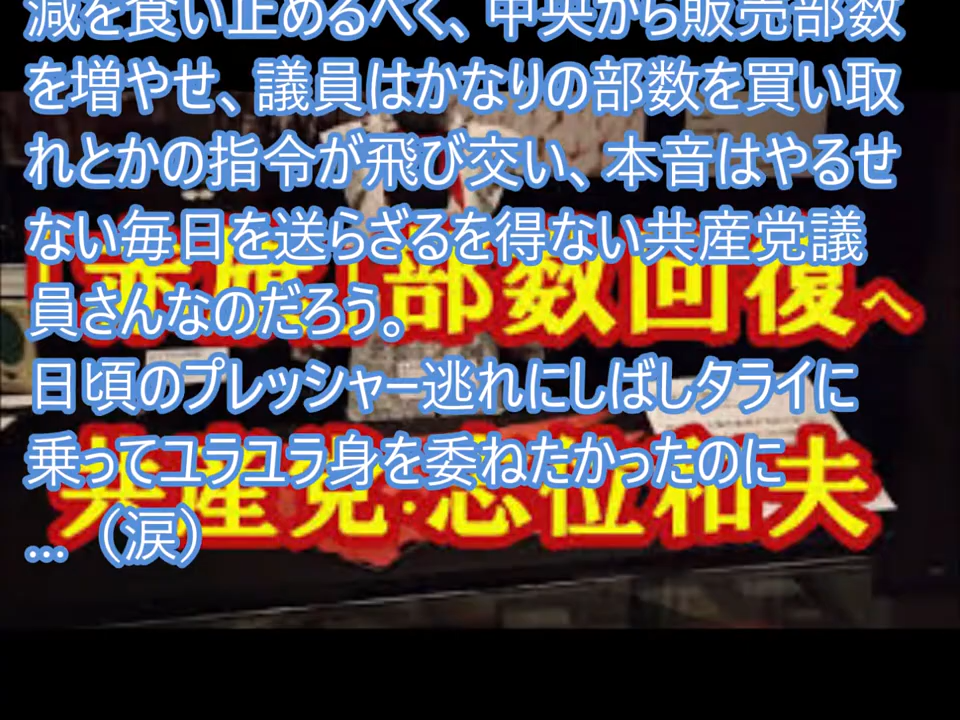 減を食い止めるべく、中央から販売部数
を増やせ、議員はかなりの部数を買い取
れとかの指令が飛び交い、本音はやるせ
ない毎日を送らざるを得ない共産党議
員さんなのだろう。
「赤旗」部数回復へ
日頃のプレッシャー逃れにしばしタライに
乗ってユラユラ身を委ねたかったのに
共産党・志位和夫
…（涙）